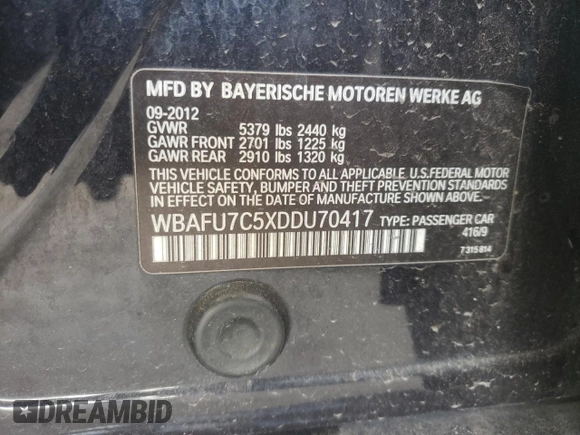 MFD BY BAYERISCHE MOTOREN WERKE AG
09-2012
GVWR 5379 lbs 2440 kg
GAWR FRONT 2701 lbs 1225 kg
GAWR REAR 2910 lbs 1320 kg
THIS VEHICLE CONFORMS TO ALL APPLICABLE U.S.FEDERAL MOTOR
VEHICLE SAFETY, BUMPER AND THEFT PREVENTION STANDARDS
IN EFFECT ON THE DATE OF MANUFACTURE SHOWN ABOVE.
WBAFU7C5XDDU70417 TYPE: PASSENGER CAR
416/9
7 315 814
DREAMBID